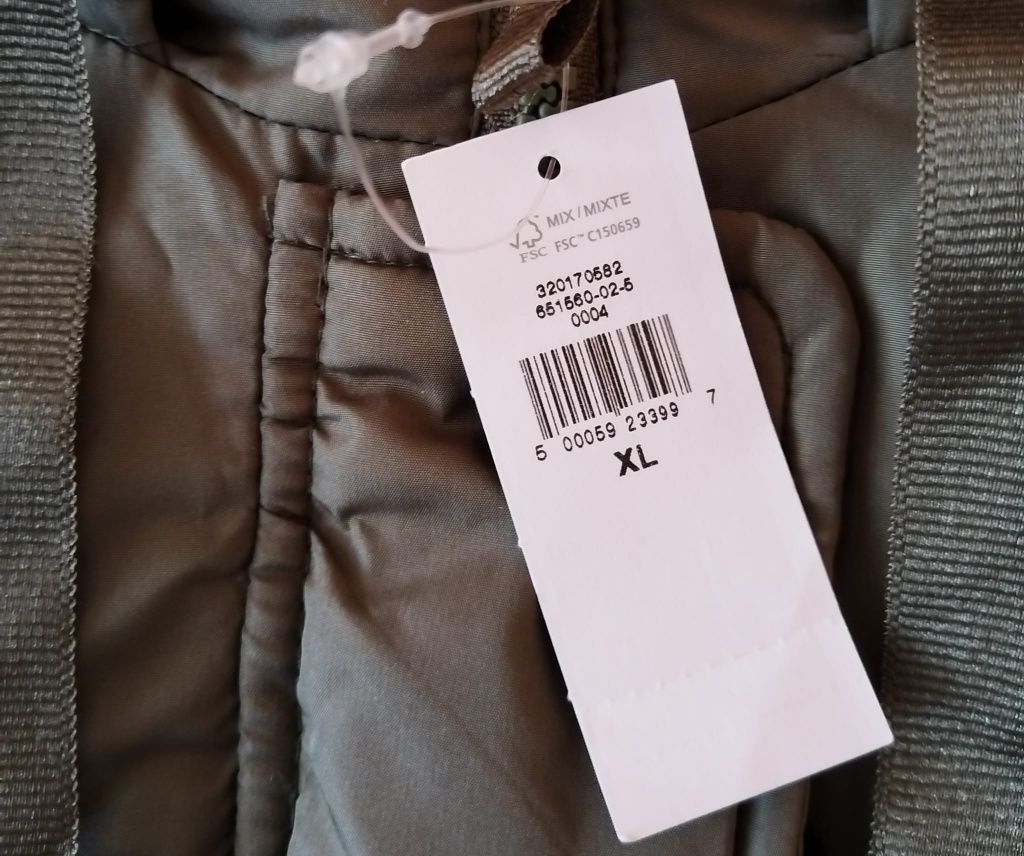 MIX / MIXTE
FSC FSC™ C150659
320170582
651560-02-5
0004
5 00059 23399 7
XL